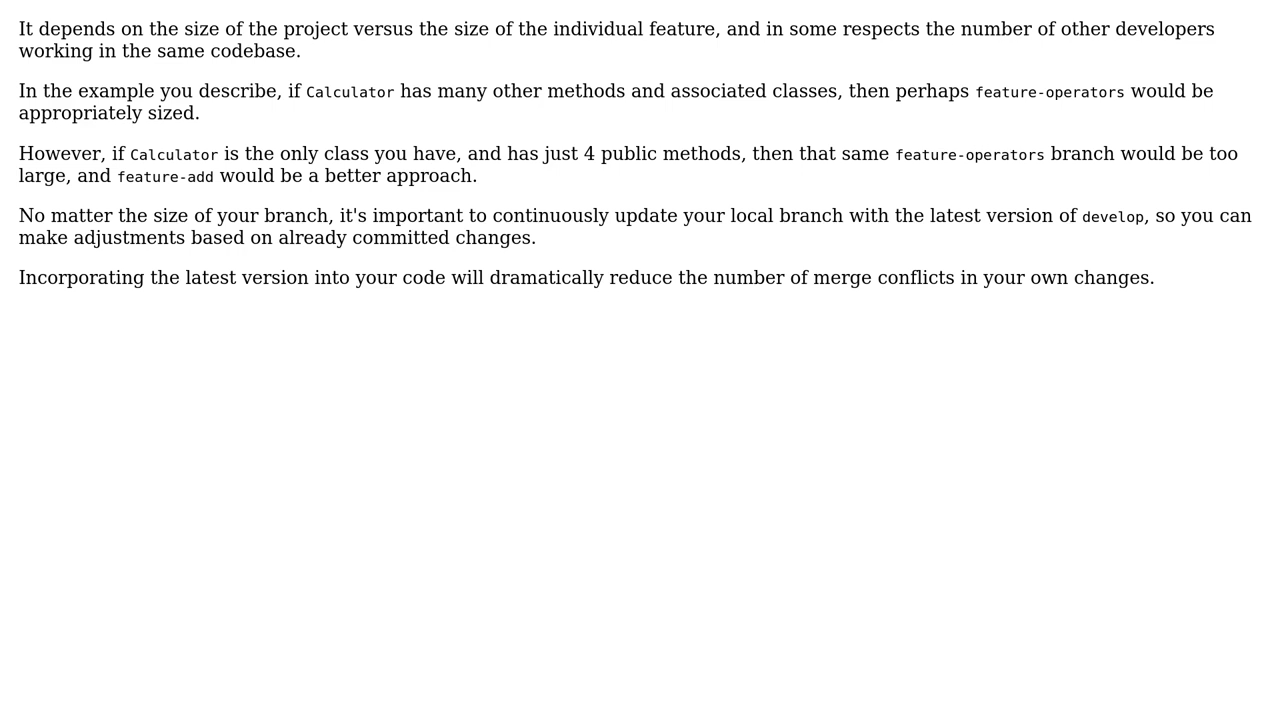 It depends on the size of the project versus the size of the individual feature, and in some respects the number of other developers
working in the same codebase.
In the example you describe, if Calculator has many other methods and associated classes, then perhaps feature-operators would be
appropriately sized.
However, if Calculator is the only class you have, and has just 4 public methods, then that same feature-operators branch would be too
large, and feature-add would be a better approach.
No matter the size of your branch, it's important to continuously update your local branch with the latest version of develop, so you can
make adjustments based on already committed changes.
Incorporating the latest version into your code will dramatically reduce the number of merge conflicts in your own changes.